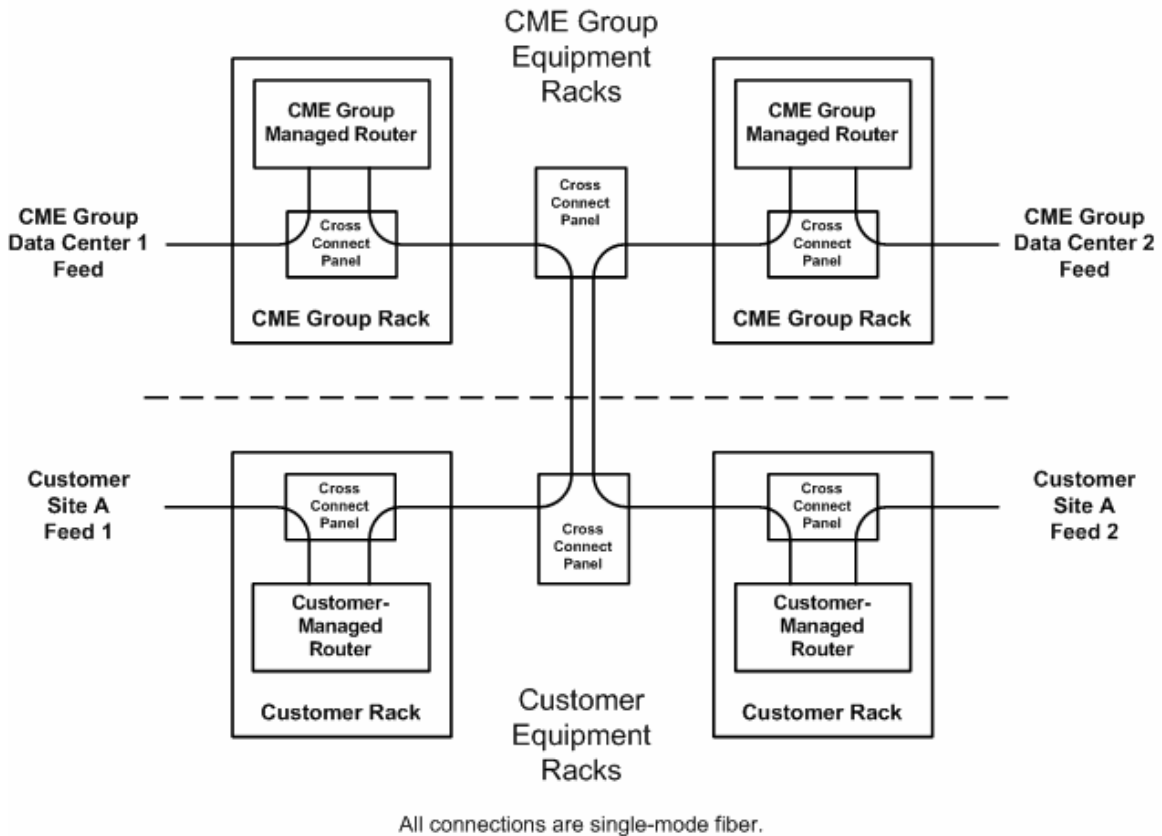 CME Group
Equipment
Racks
CME Group
Managed Router
CME Group
Managed Router
Cross
Connect
Panel
CME Group
Data Center 1
Feed
Cross
Connect
Panel
Cross
Connect
Panel
CME Group
Data Center 2
Feed
CME Group Rack
CME Group Rack
Customer
Site A
Feed 1
Cross
Connect
Panel
Cross
Connect
Panel
Cross
Connect
Panel
Customer
Site A
Feed 2
Customer-
Managed
Router
Customer-
Managed
Router
Customer Rack
Customer
Equipment
Racks
Customer Rack
All connections are single-mode fiber.